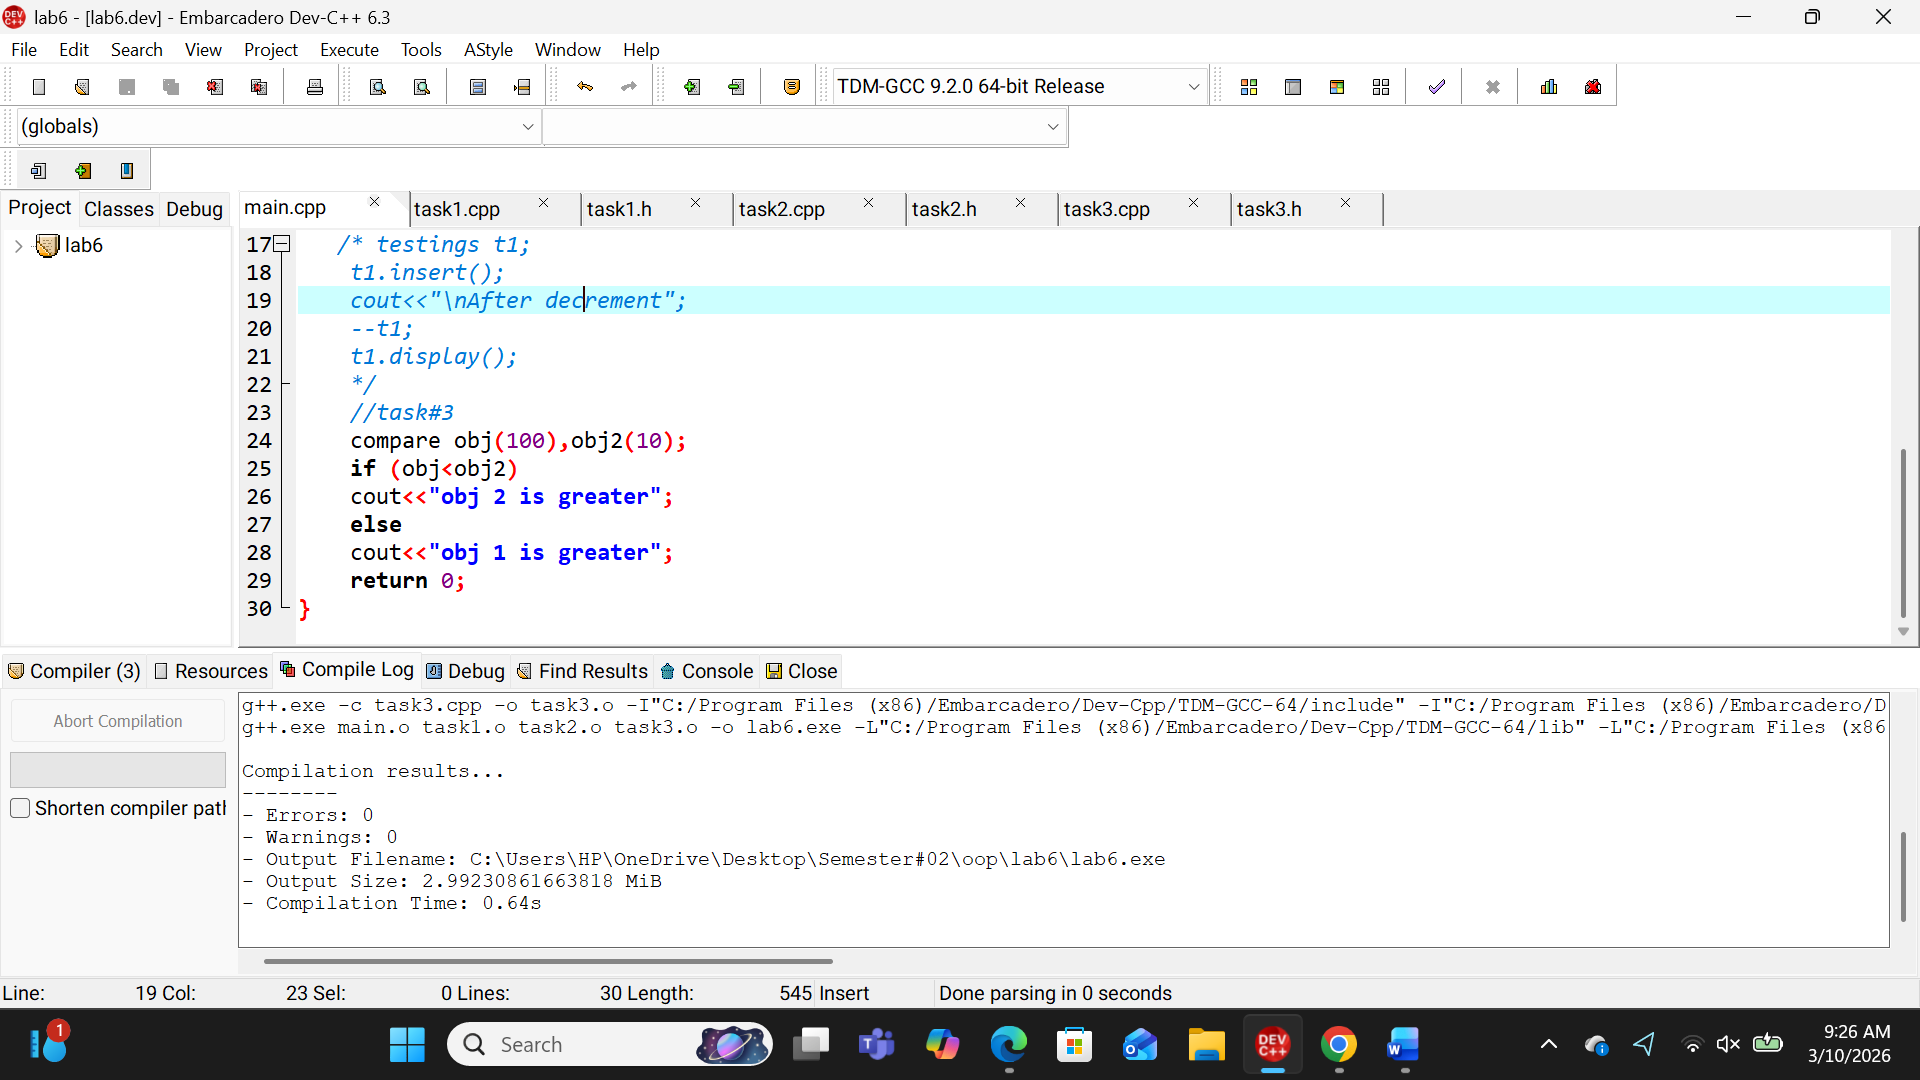 lab6 - [lab6.dev] - Embarcadero Dev-C++ 6.3
File Edit Search View Project Execute Tools AStyle Window Help
TDM-GCC 9.2.0 64-bit Release
(globals)
Project Classes Debug
main.cpp task1.cpp task1.h task2.cpp task2.h task3.cpp task3.h
lab6
17 /* testings t1;
18 t1.insert();
19 cout<<"\nAfter decrement";
20 --t1;
21 t1.display();
22 */
23 //task#3
24 compare obj(100),obj2(10);
25 if (obj<obj2)
26 cout<<"obj 2 is greater";
27 else
28 cout<<"obj 1 is greater";
29 return 0;
30 }
Compiler (3) Resources Compile Log Debug Find Results Console Close
Abort Compilation
Shorten compiler path
g++.exe -c task3.cpp -o task3.o -I"C:/Program Files (x86)/Embarcadero/Dev-Cpp/TDM-GCC-64/include" -I"C:/Program Files (x86)/Embarcadero/D
g++.exe main.o task1.o task2.o task3.o -o lab6.exe -L"C:/Program Files (x86)/Embarcadero/Dev-Cpp/TDM-GCC-64/lib" -L"C:/Program Files (x86
Compilation results...
--------
- Errors: 0
- Warnings: 0
- Output Filename: C:\Users\HP\OneDrive\Desktop\Semester#02\oop\lab6\lab6.exe
- Output Size: 2.99230861663818 MiB
- Compilation Time: 0.64s
Line: 19 Col: 23 Sel: 0 Lines: 30 Length: 545 Insert Done parsing in 0 seconds
1
Search
DEV C++
9:26 AM
3/10/2026